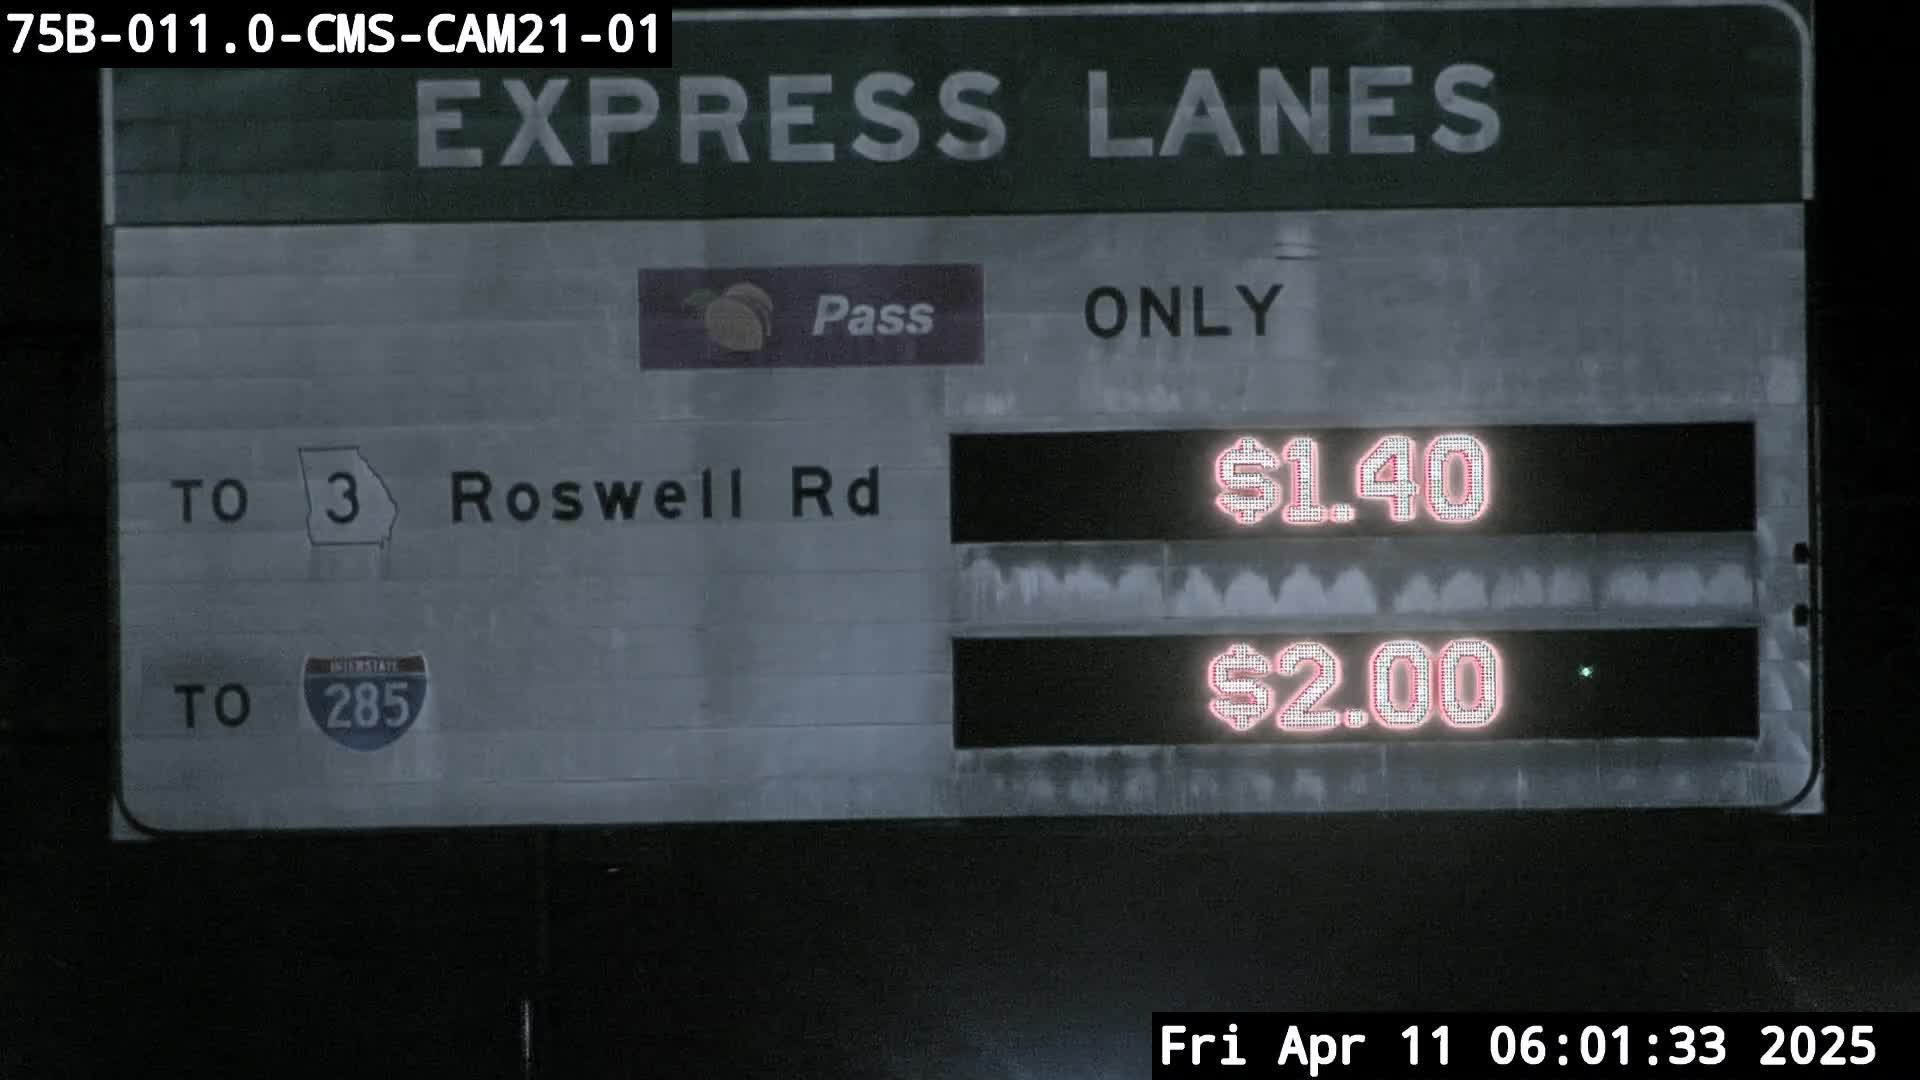 75B-011.0-CMS-CAM21-01
EXPRESS LANES
Pass ONLY
TO 3 Roswell Rd $1.40
INTERSTATE
TO 285 $2.00
Fri Apr 11 06:01:33 2025